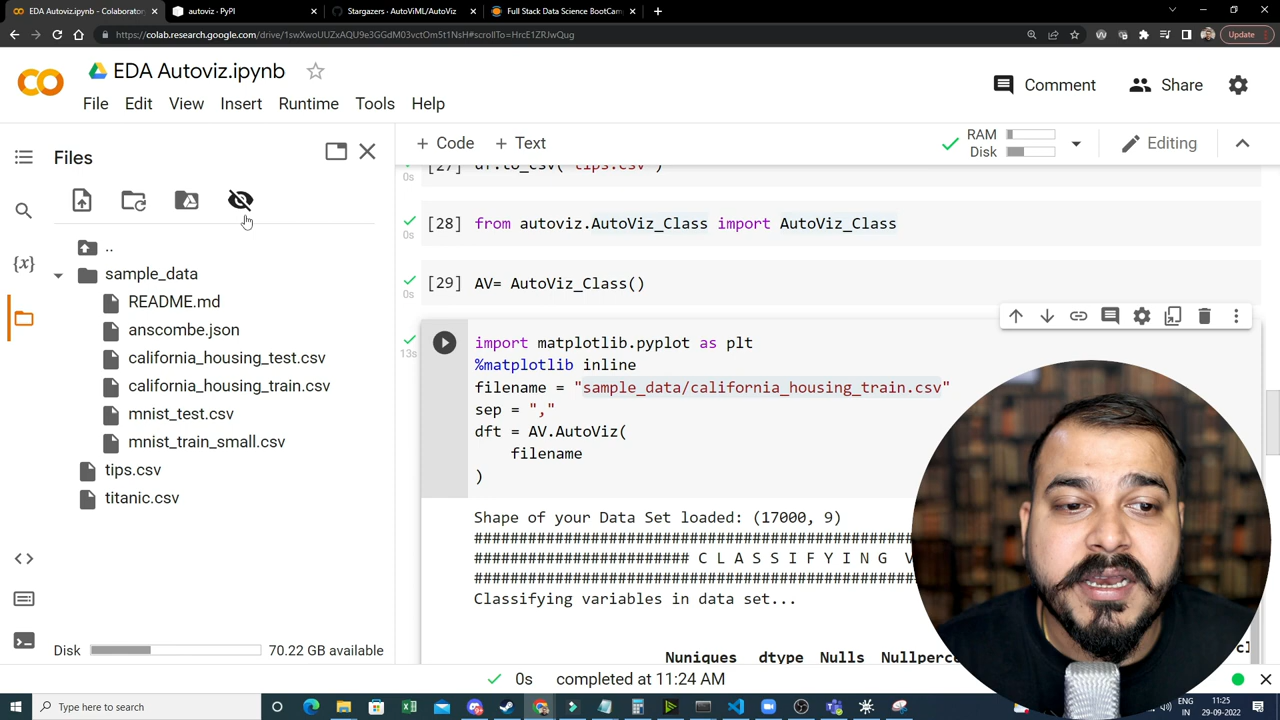 EDA Autoviz.ipynb - Colaborator
autoviz · PyPI
Stargazers · AutoViML/AutoViz
Full Stack Data Science BootCam
https://colab.research.google.com/drive/1swXwoUUZxAQU9e3GGdM03vctOm5t1NsH#scrollTo=HrcE1ZRJwQug
Update
EDA Autoviz.ipynb
Comment
Share
File Edit View Insert Runtime Tools Help
Files
+ Code + Text
RAM
Disk
Editing
[27] df.to_csv('tips.csv')
0s
[28] from autoviz.AutoViz_Class import AutoViz_Class
0s
..
sample_data
README.md
anscombe.json
california_housing_test.csv
california_housing_train.csv
mnist_test.csv
mnist_train_small.csv
tips.csv
titanic.csv
[29] AV= AutoViz_Class()
0s
13s
import matplotlib.pyplot as plt
%matplotlib inline
filename = "sample_data/california_housing_train.csv"
sep = ","
dft = AV.AutoViz(
filename
)
Shape of your Data Set loaded: (17000, 9)
#######################################################
######################## C L A S S I F Y I N G V
#######################################################
Classifying variables in data set...
Nuniques dtype Nulls Nullperc
Disk 70.22 GB available
0s completed at 11:24 AM
Type here to search
ENG
IN
11:25
29-09-2022